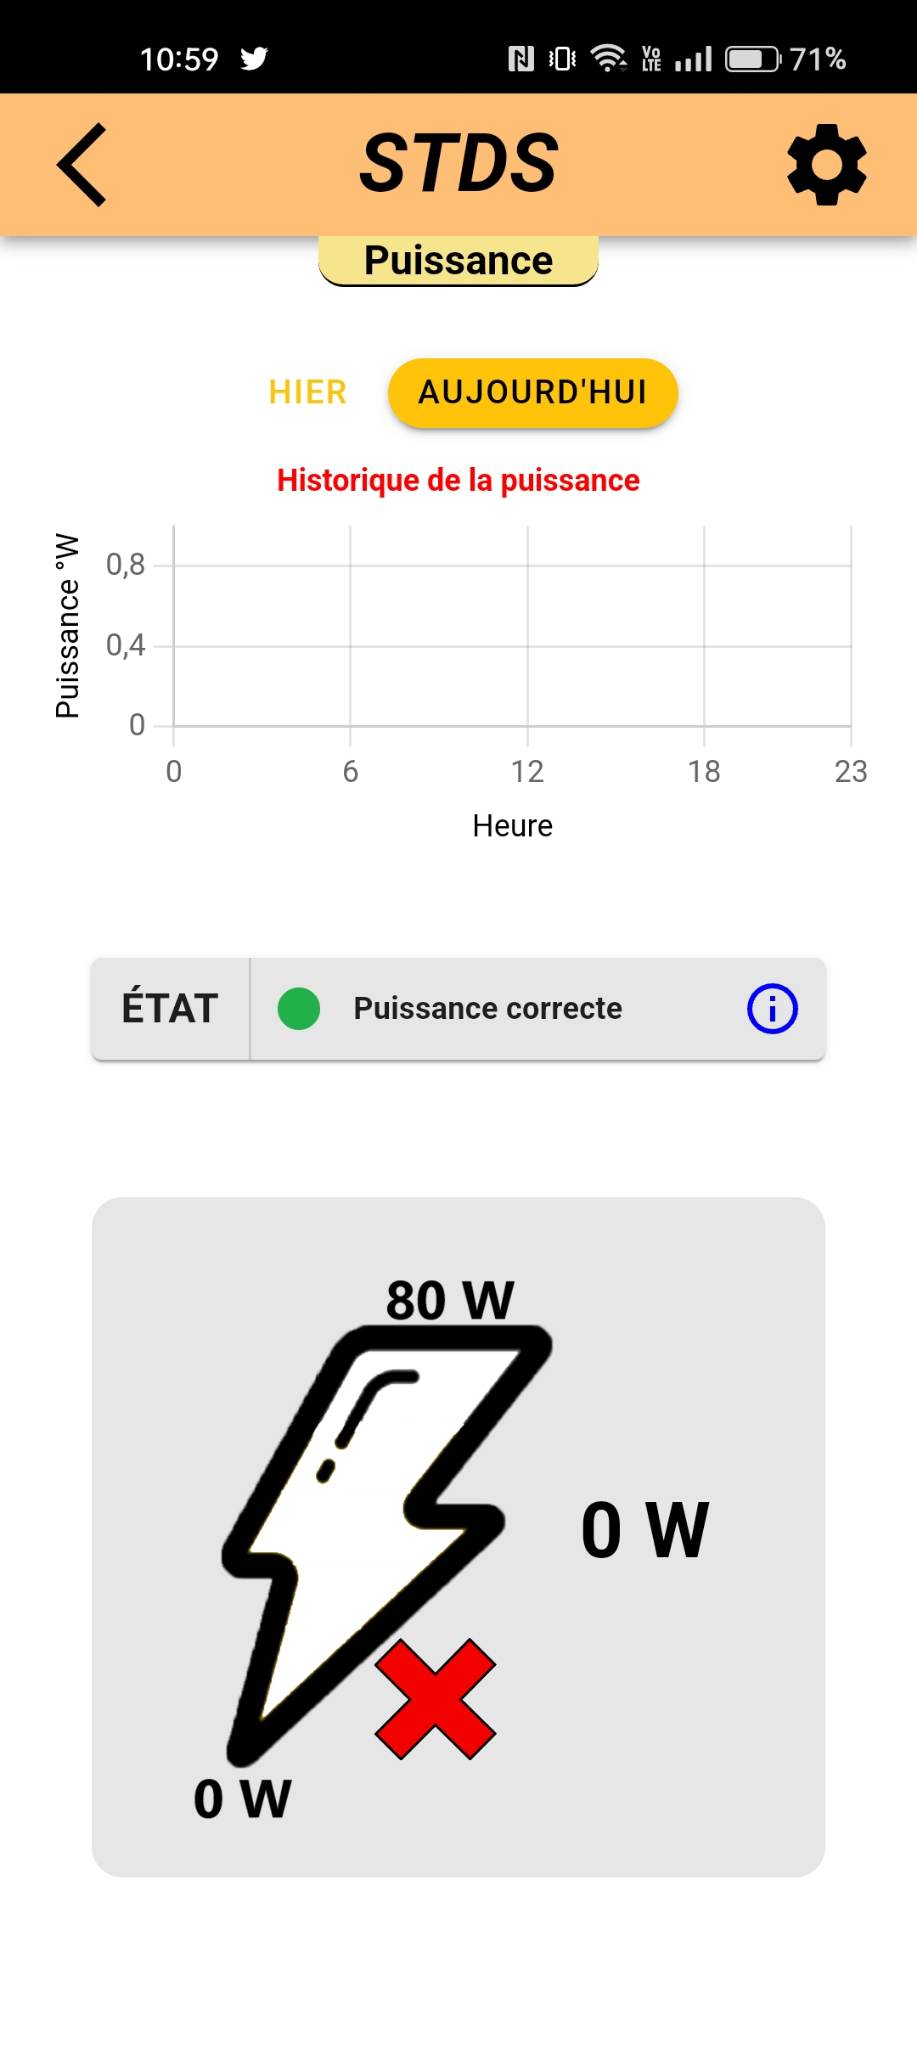 10:59
Vo LTE
71%
STDS
Puissance
HIER
AUJOURD'HUI
Historique de la puissance
Puissance °W
0,8
0,4
0
0 6 12 18 23
Heure
ÉTAT
Puissance correcte
80 W
0 W
0 W